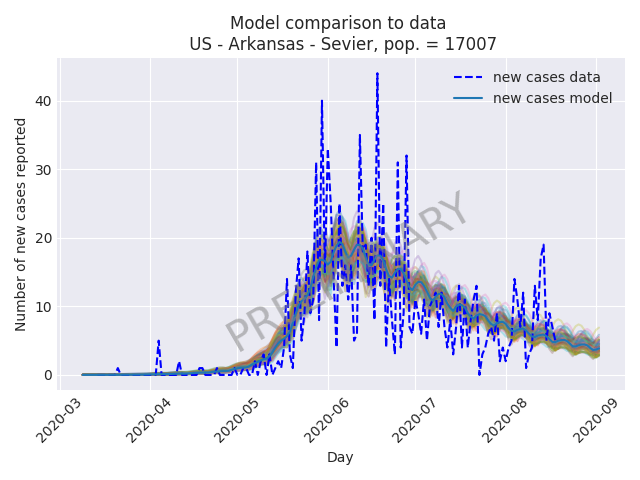 Model comparison to data
US - Arkansas - Sevier, pop. = 17007
new cases data
new cases model
Number of new cases reported
40
30
20
10
0
PRELIMINARY
2020-03
2020-04
2020-05
2020-06
2020-07
2020-08
2020-09
Day